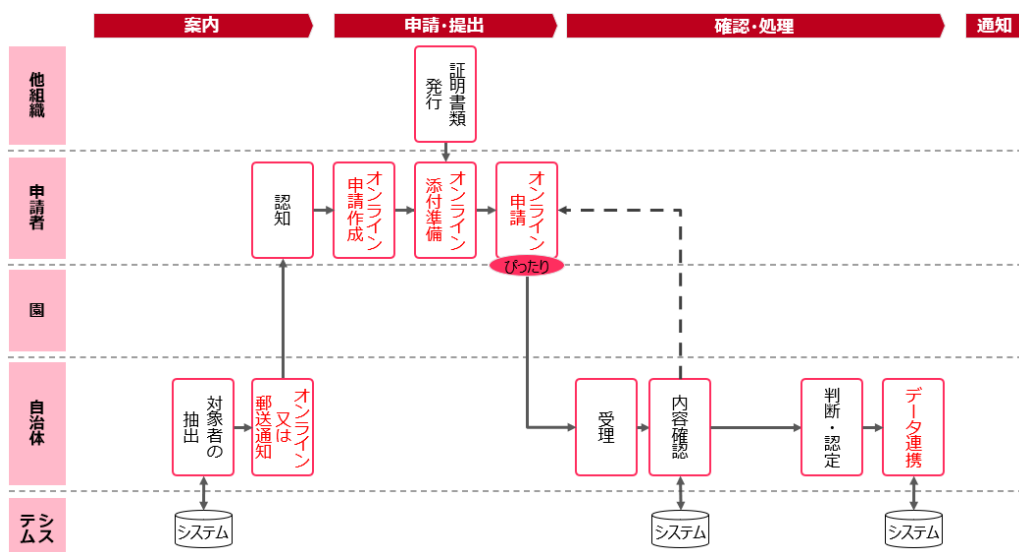 案内
申請・提出
確認・処理
通知
他組織
証明書類
発行
申請者
認知
オンライン
申請作成
オンライン
添付準備
オンライン
申請
ぴったり
園
自治体
対象者の
抽出
オンライン
又は
郵送通知
受理
内容確認
判断・認定
データ連携
シス
テム
システム
システム
システム